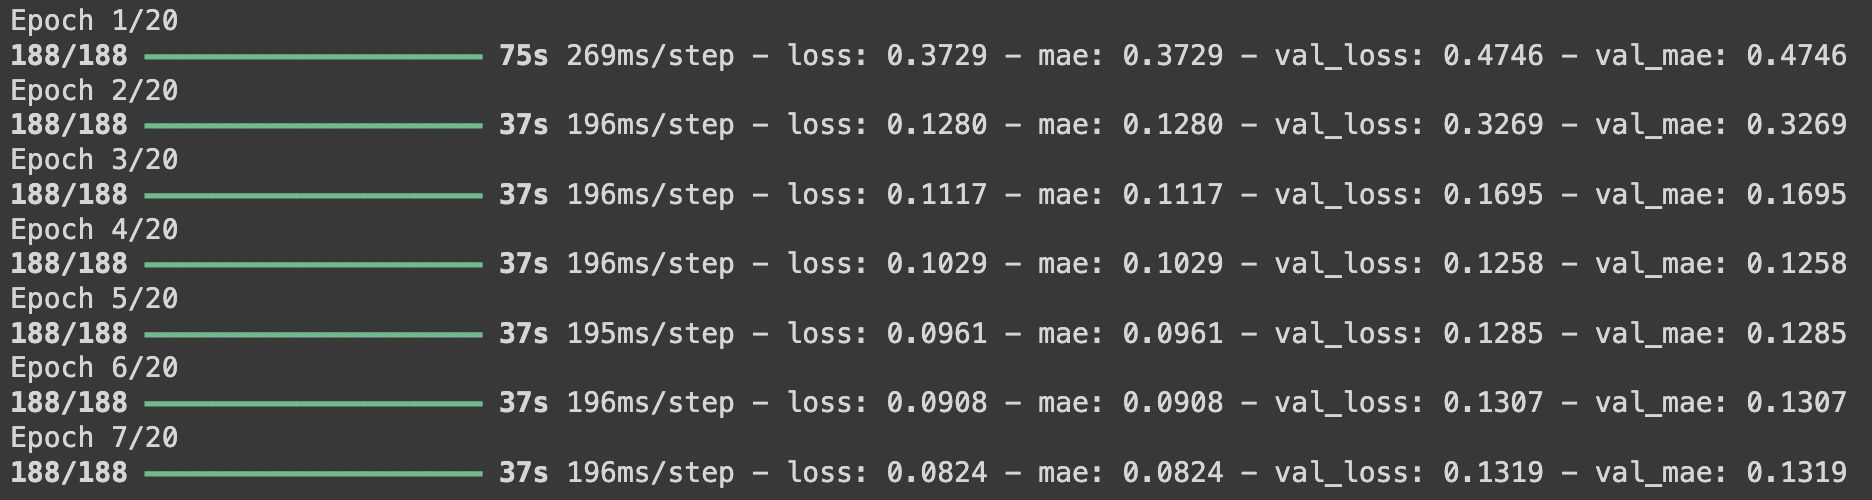 Epoch 1/20
188/188 ━━━━━━━━━━━━━━━━━━━━ 75s 269ms/step - loss: 0.3729 - mae: 0.3729 - val_loss: 0.4746 - val_mae: 0.4746
Epoch 2/20
188/188 ━━━━━━━━━━━━━━━━━━━━ 37s 196ms/step - loss: 0.1280 - mae: 0.1280 - val_loss: 0.3269 - val_mae: 0.3269
Epoch 3/20
188/188 ━━━━━━━━━━━━━━━━━━━━ 37s 196ms/step - loss: 0.1117 - mae: 0.1117 - val_loss: 0.1695 - val_mae: 0.1695
Epoch 4/20
188/188 ━━━━━━━━━━━━━━━━━━━━ 37s 196ms/step - loss: 0.1029 - mae: 0.1029 - val_loss: 0.1258 - val_mae: 0.1258
Epoch 5/20
188/188 ━━━━━━━━━━━━━━━━━━━━ 37s 195ms/step - loss: 0.0961 - mae: 0.0961 - val_loss: 0.1285 - val_mae: 0.1285
Epoch 6/20
188/188 ━━━━━━━━━━━━━━━━━━━━ 37s 196ms/step - loss: 0.0908 - mae: 0.0908 - val_loss: 0.1307 - val_mae: 0.1307
Epoch 7/20
188/188 ━━━━━━━━━━━━━━━━━━━━ 37s 196ms/step - loss: 0.0824 - mae: 0.0824 - val_loss: 0.1319 - val_mae: 0.1319